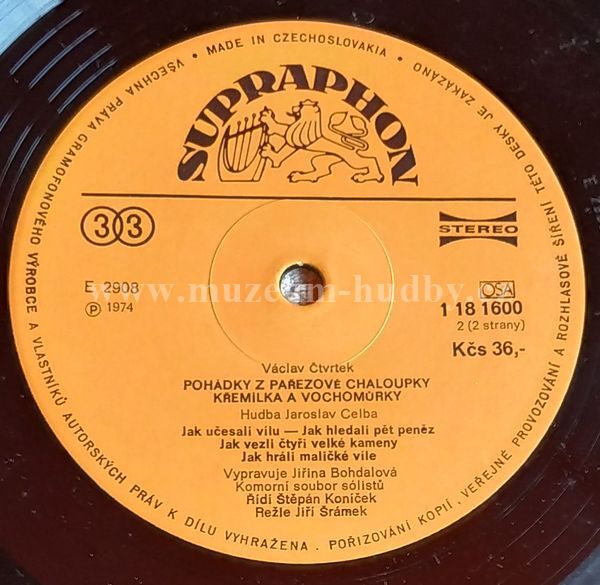 VŠECHNA PRÁVA GRAMOFONOVÉHO VÝROBCE A VLASTNÍKŮ AUTORSKÝCH PRÁV K DÍLU VYHRAŽENA . POŘIZOVÁNÍ KOPIÍ, VEŘEJNÉ PROVOZOVÁNÍ A ROZHLASOVÉ ŠÍŘENÍ TÉTO DESKY JE ZAKÁZÁNO • MADE IN CZECHOSLOVAKIA •
SUPRAPHON
33
STEREO
E 2908
OSA
www.muzeum-hudby.
Ⓟ 1974
1 18 1600
2 (2 strany)
Kčs 36,-
Václav Čtvrtek
POHÁDKY Z PAŘEZOVÉ CHALOUPKY
KŘEMÍLKA A VOCHOMŮRKY
Hudba Jaroslav Celba
Jak učesali vílu — Jak hledali pět peněz
Jak vezli čtyři velké kameny
Jak hráli maličké víle
Vypravuje Jiřina Bohdalová
Komorní soubor sólistů
Řídí Štěpán Koníček
Režie Jiří Šrámek